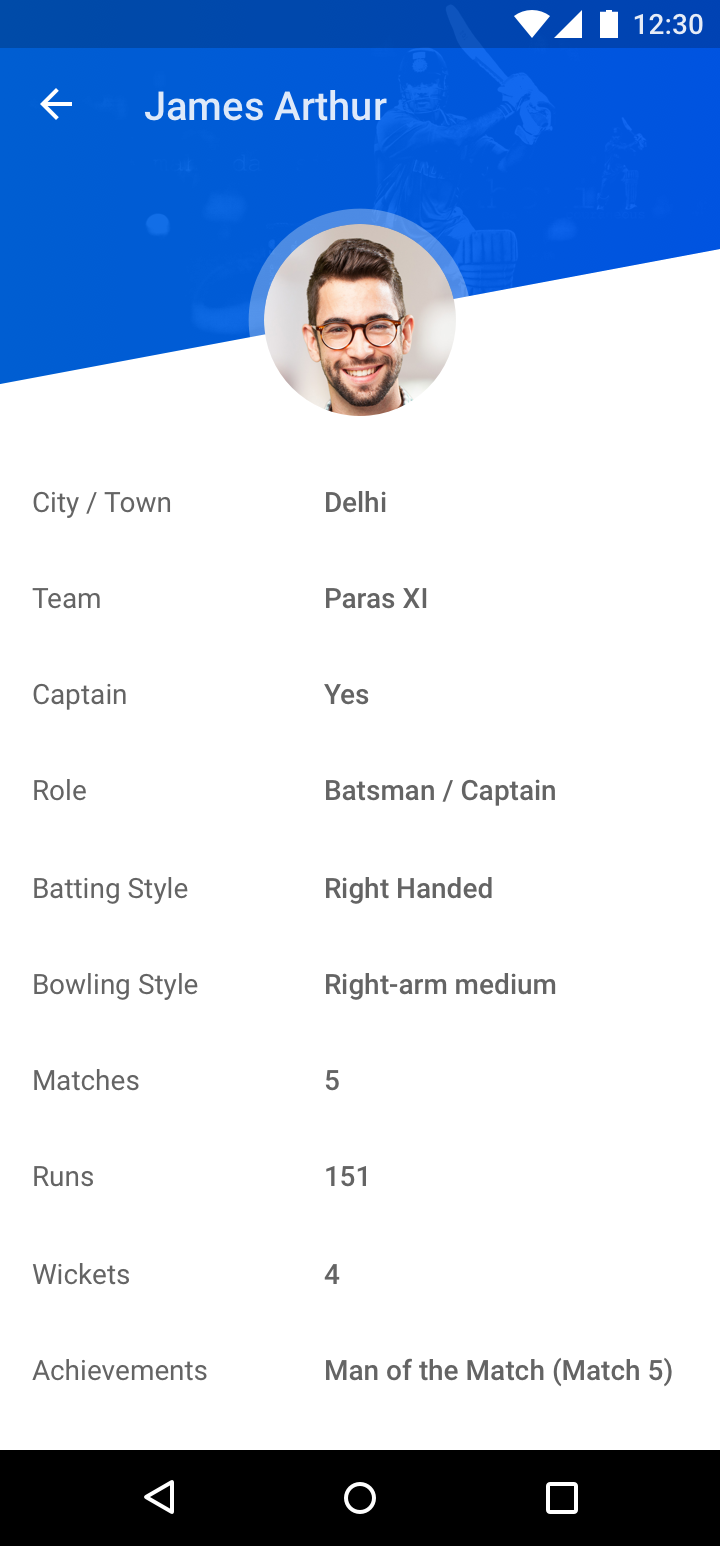 12:30
James Arthur
City / Town Delhi
Team Paras XI
Captain Yes
Role Batsman / Captain
Batting Style Right Handed
Bowling Style Right-arm medium
Matches 5
Runs 151
Wickets 4
Achievements Man of the Match (Match 5)